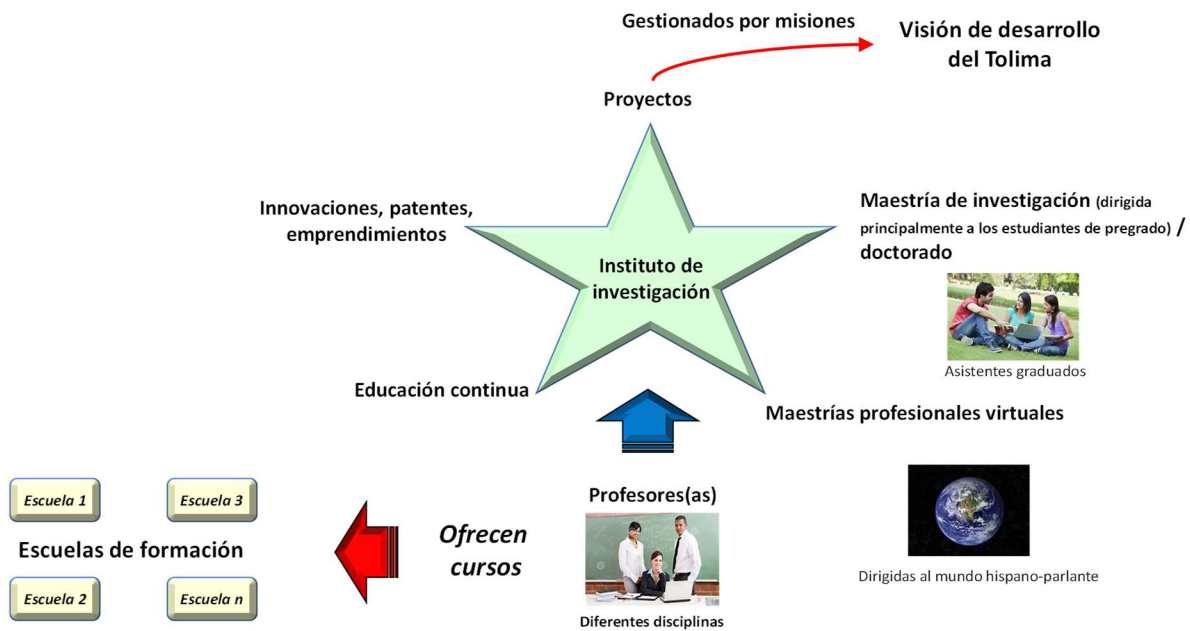 Gestionados por misiones
Visión de desarrollo
del Tolima
Proyectos
Innovaciones, patentes,
emprendimientos
Maestría de investigación (dirigida
principalmente a los estudiantes de pregrado) /
doctorado
Instituto de
investigación
Asistentes graduados
Educación continua
Maestrías profesionales virtuales
Profesores(as)
Escuela 1
Escuela 3
Escuelas de formación
Escuela 2
Escuela n
Ofrecen
cursos
Diferentes disciplinas
Dirigidas al mundo hispano-parlante